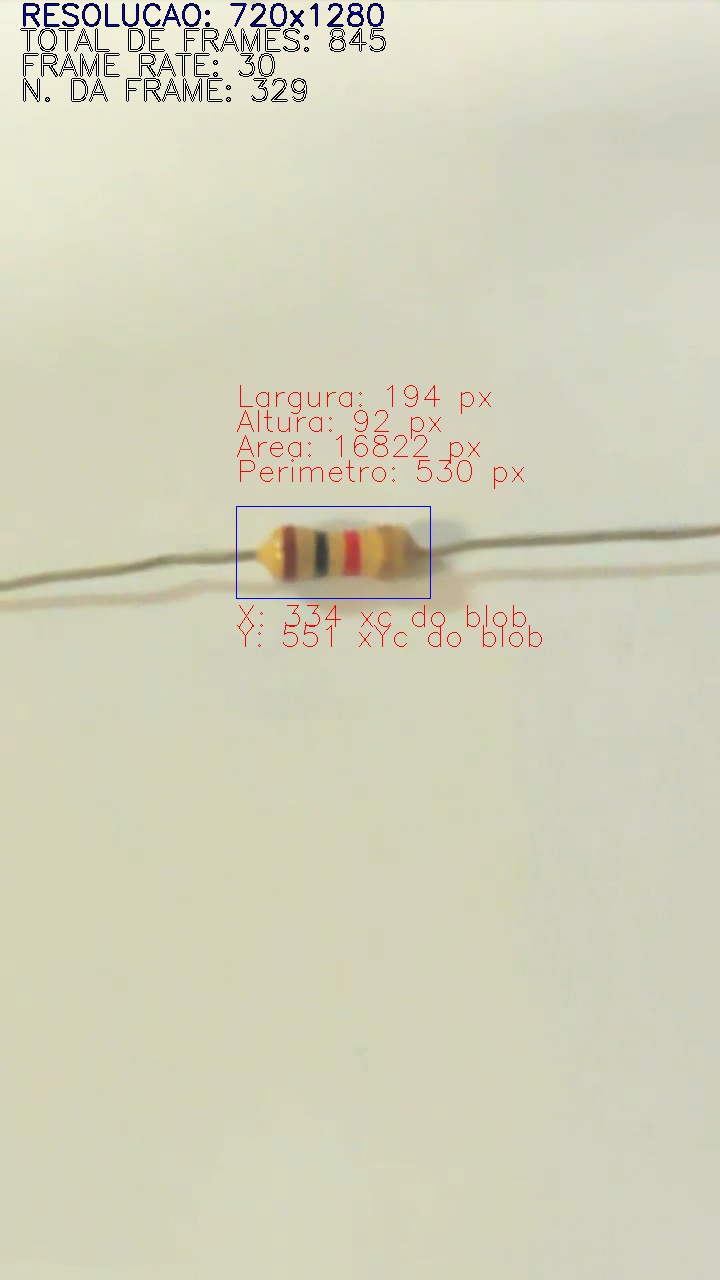 RESOLUCAO: 720x1280
TOTAL DE FRAMES: 845
FRAME RATE: 30
N. DA FRAME: 329
Largura: 194 px
Altura: 92 px
Area: 16822 px
Perimetro: 530 px
X: 334 xc do blob
Y: 551 xYc do blob